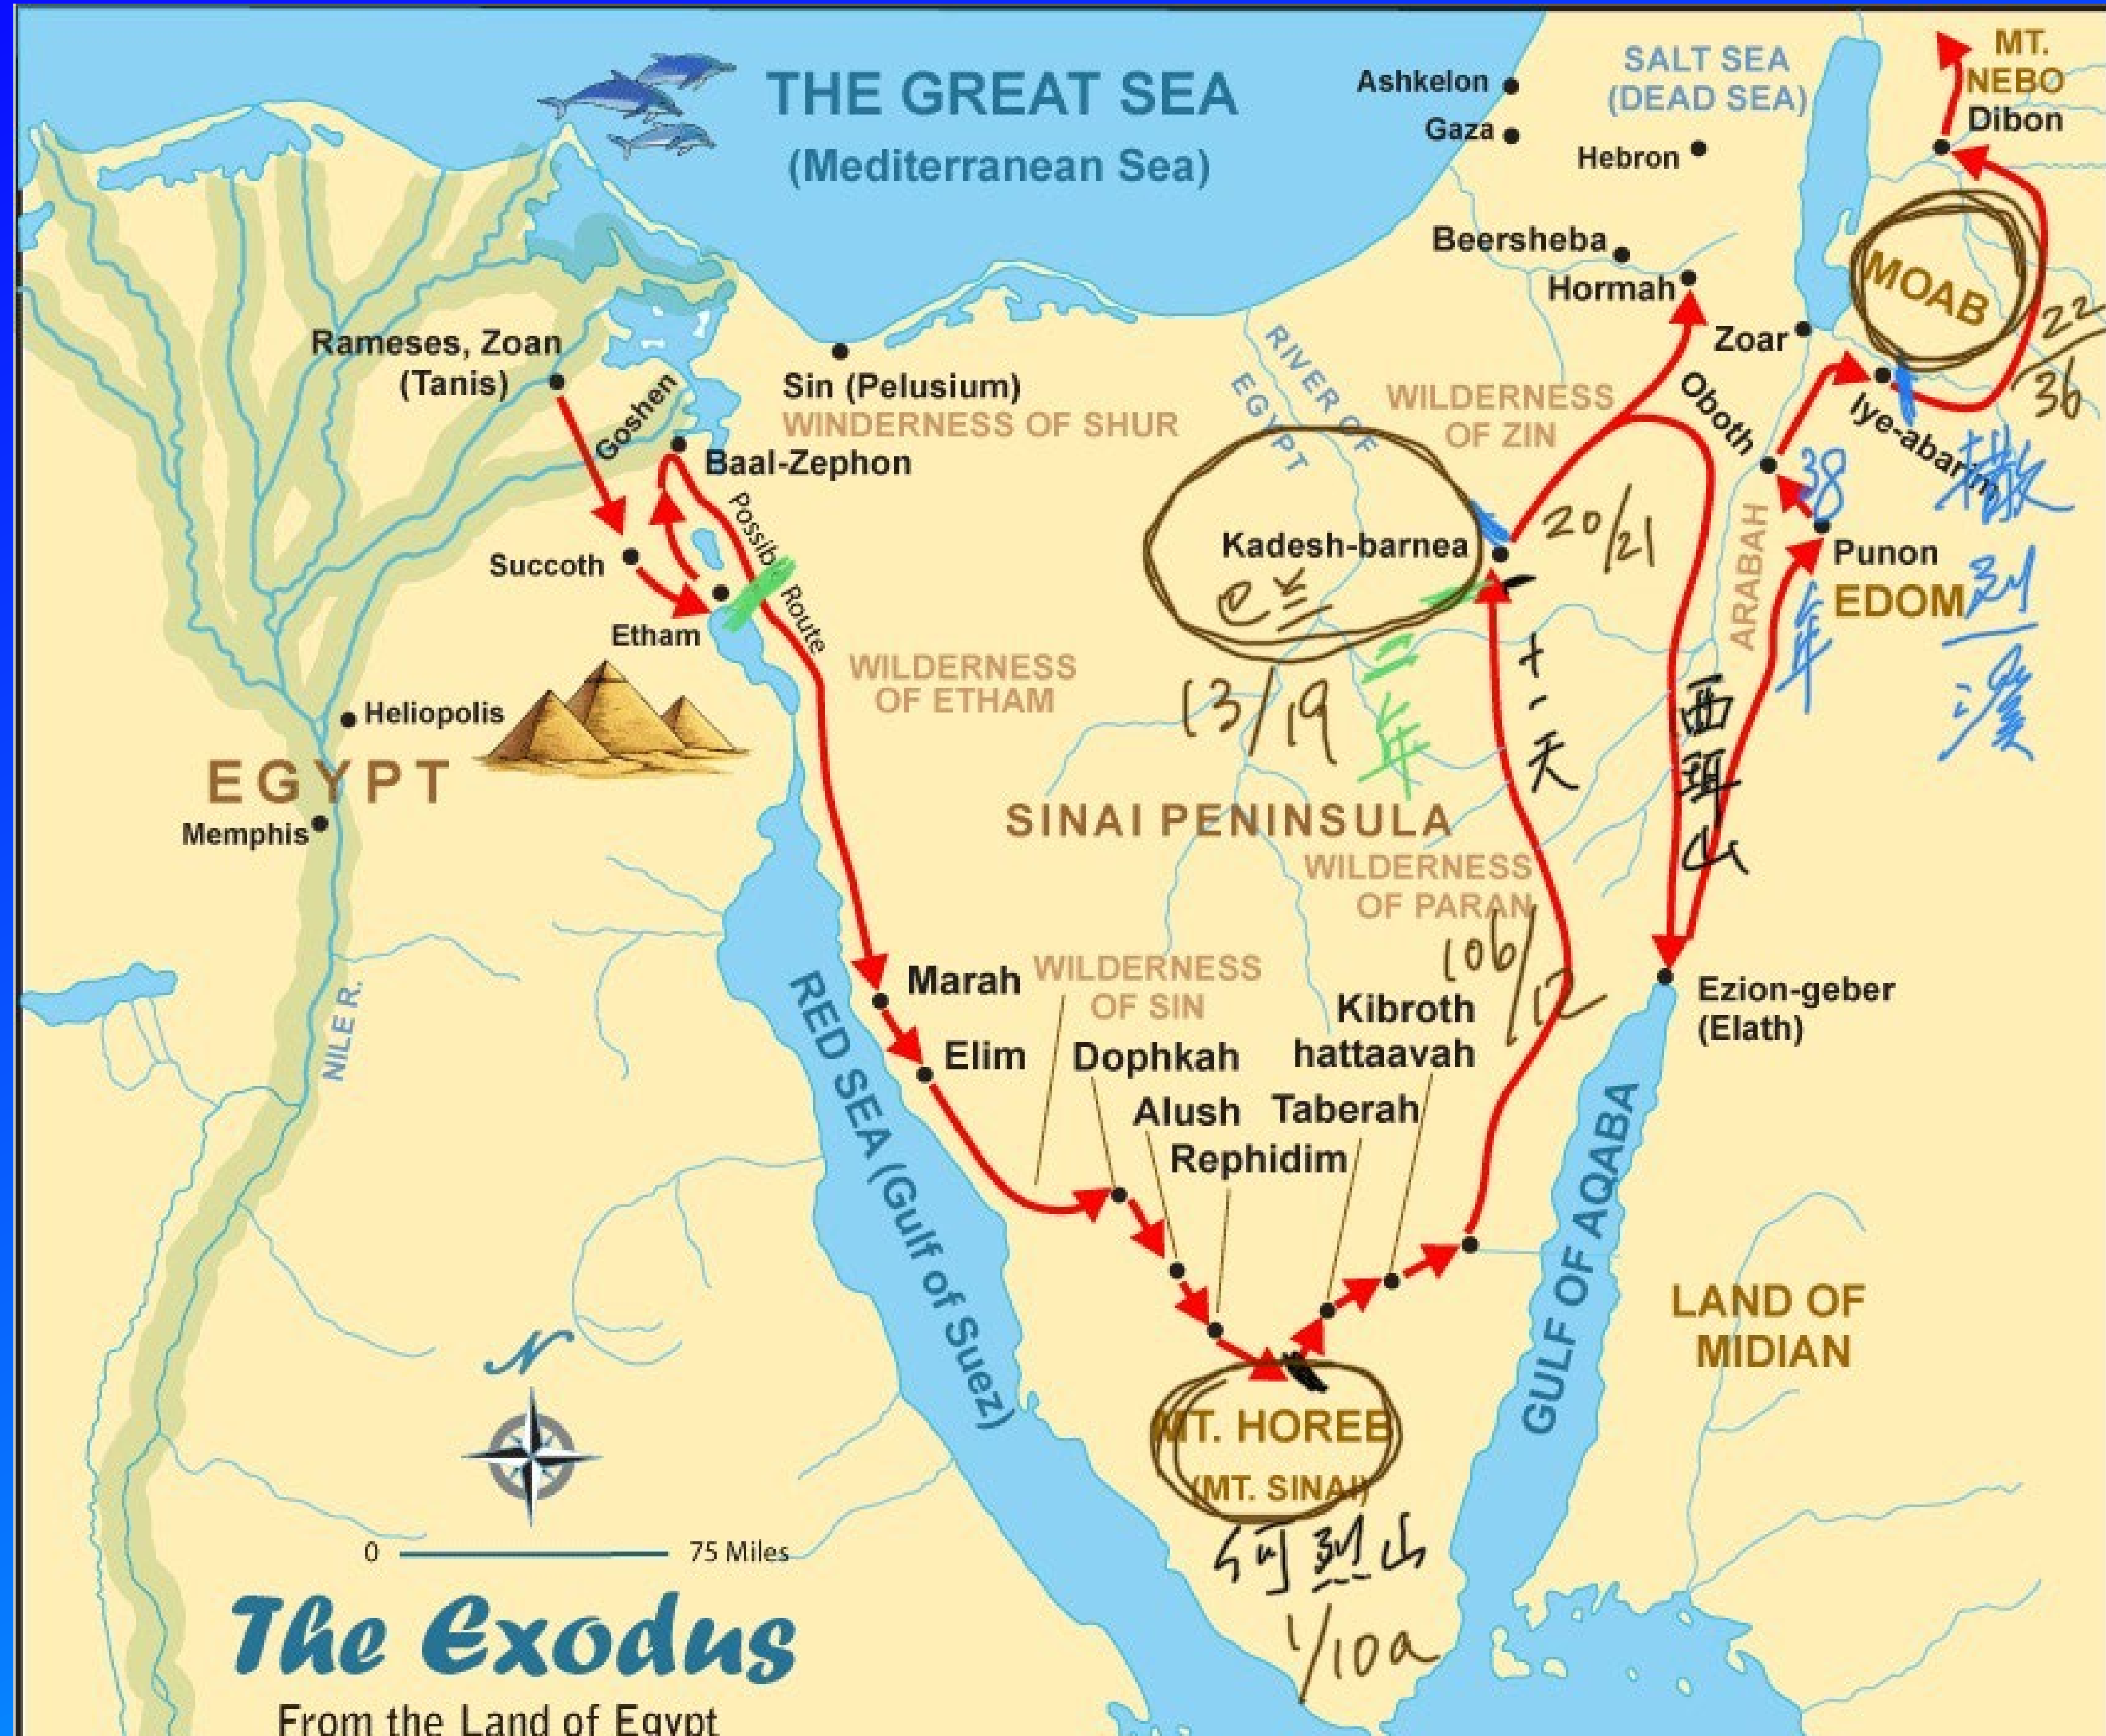 THE GREAT SEA
(Mediterranean Sea)
Ashkelon
Gaza
SALT SEA
(DEAD SEA)
Hebron
MT.
NEBO
Dibon
Beersheba
Hormah
Zoar
MOAB
22
36
Rameses, Zoan
(Tanis)
Goshen
Sin (Pelusium)
WINDERNESS OF SHUR
Baal-Zephon
RIVER OF
EGYPT
WILDERNESS
OF ZIN
Oboth
Iye-abarim
38
年
撒
烈
溪
Possible Route
Kadesh-barnea
20/21
Punon
EDOM
ARABAH
Succoth
Etham
WILDERNESS
OF ETHAM
13/19
二
年
十
一
天
西
珥
山
Heliopolis
EGYPT
Memphis
SINAI PENINSULA
WILDERNESS
OF PARAN
10b/12
Marah
WILDERNESS
OF SIN
Kibroth
hattaavah
Elim
Dophkah
Alush
Taberah
Rephidim
Ezion-geber
(Elath)
NILE R.
RED SEA (Gulf of Suez)
GULF OF AQABA
LAND OF
MIDIAN
MT. HOREB
(MT. SINAI)
何烈山
1/10a
N
0 75 Miles
The Exodus
From the Land of Egypt